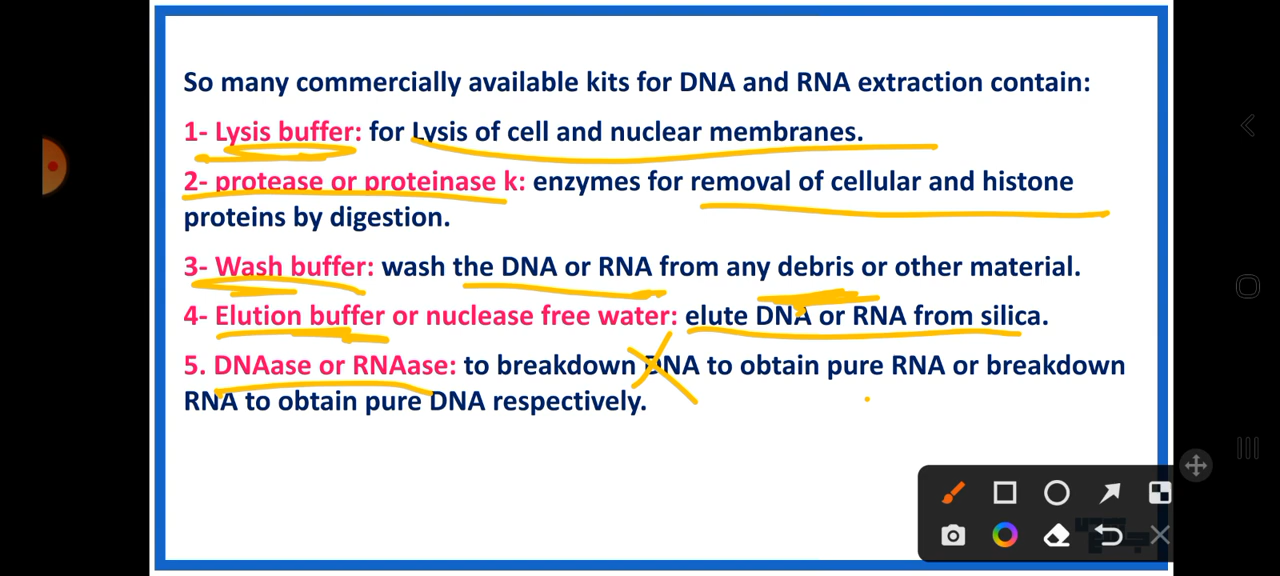 So many commercially available kits for DNA and RNA extraction contain:
1- Lysis buffer: for Lysis of cell and nuclear membranes.
2- protease or proteinase k: enzymes for removal of cellular and histone
proteins by digestion.
3- Wash buffer: wash the DNA or RNA from any debris or other material.
4- Elution buffer or nuclease free water: elute DNA or RNA from silica.
5. DNAase or RNAase: to breakdown DNA to obtain pure RNA or breakdown
RNA to obtain pure DNA respectively.